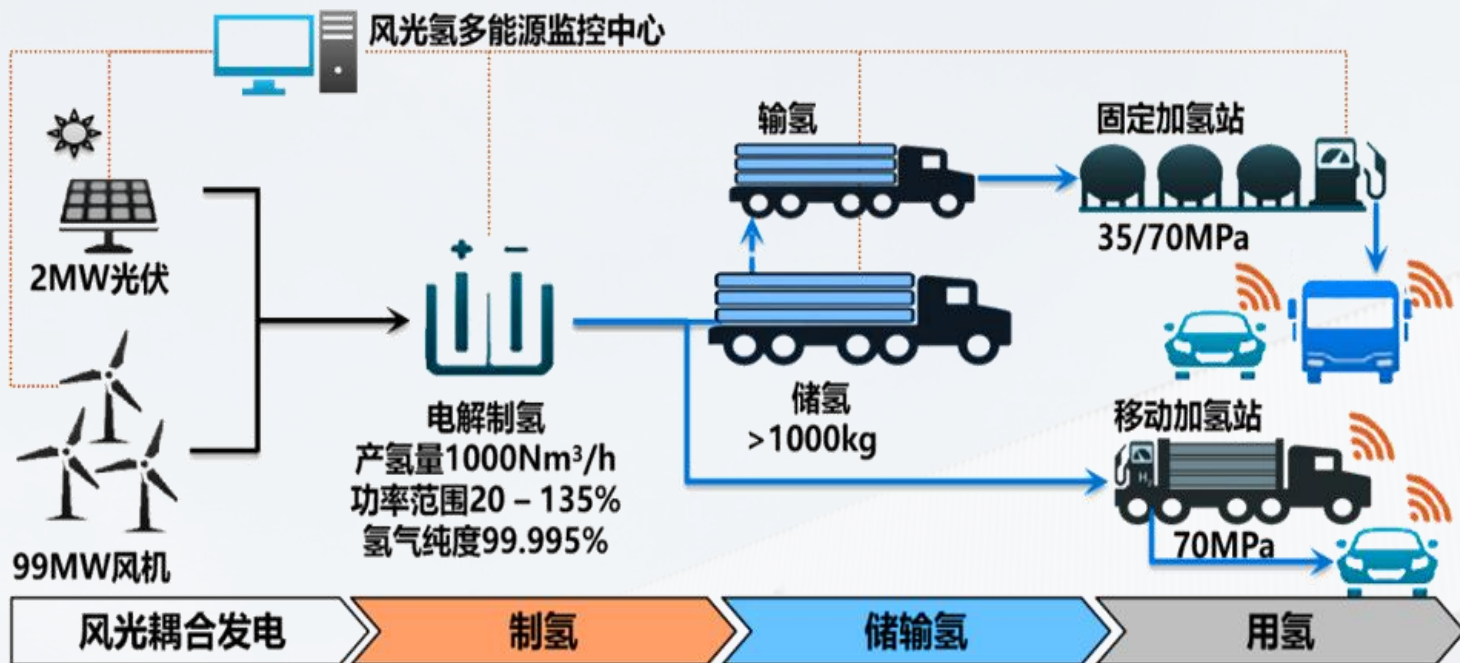 风光氢多能源监控中心
输氢
固定加氢站
35/70MPa
2MW光伏
+ −
电解制氢
产氢量1000Nm³/h
功率范围20 – 135%
氢气纯度99.995%
储氢
>1000kg
移动加氢站
H₂
70MPa
99MW风机
风光耦合发电
制氢
储输氢
用氢